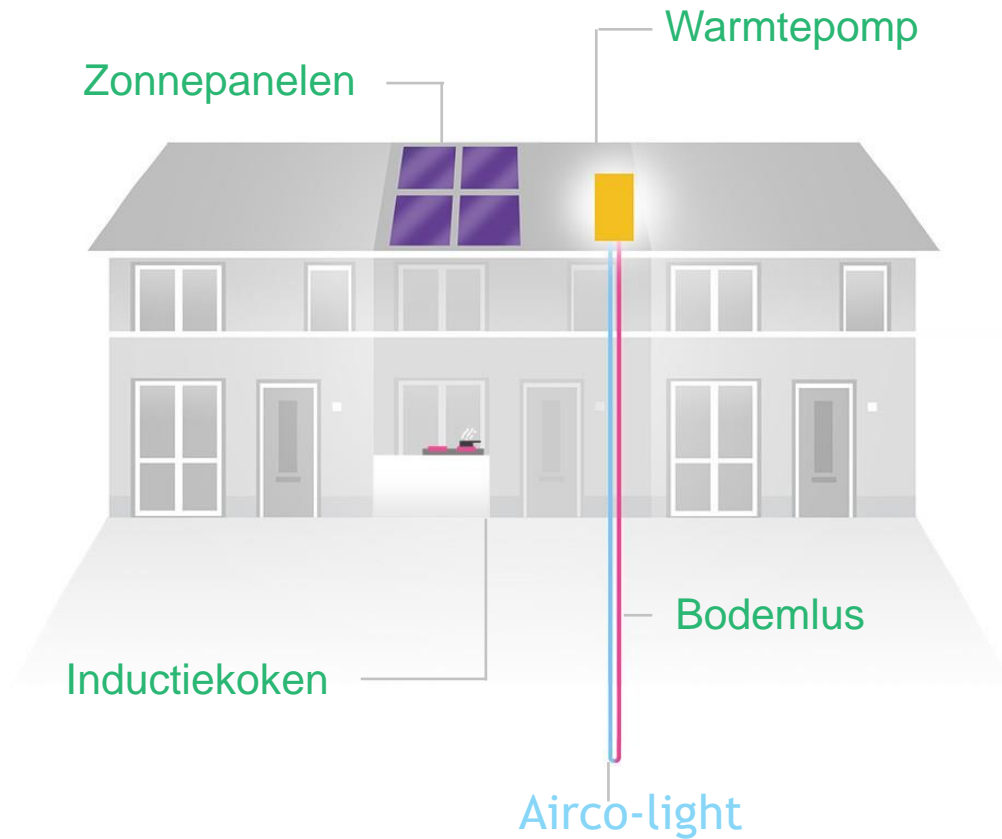 Warmtepomp
Zonnepanelen
Bodemlus
Inductiekoken
Airco-light